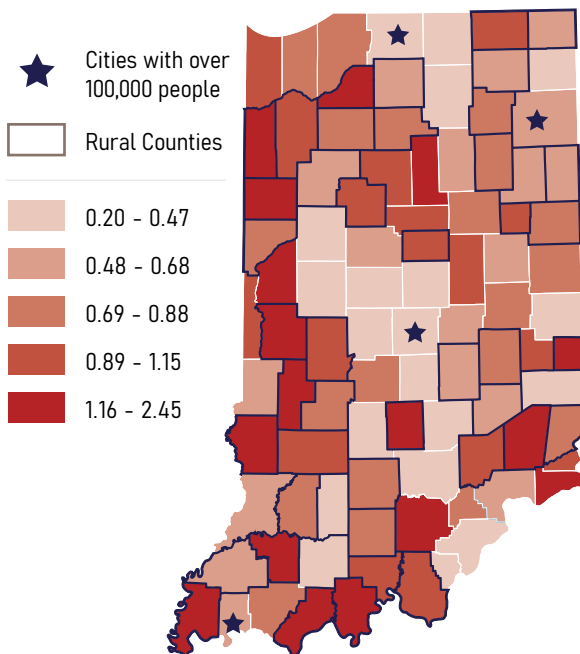 Cities with over
100,000 people
Rural Counties
0.20 - 0.47
0.48 - 0.68
0.69 - 0.88
0.89 - 1.15
1.16 - 2.45